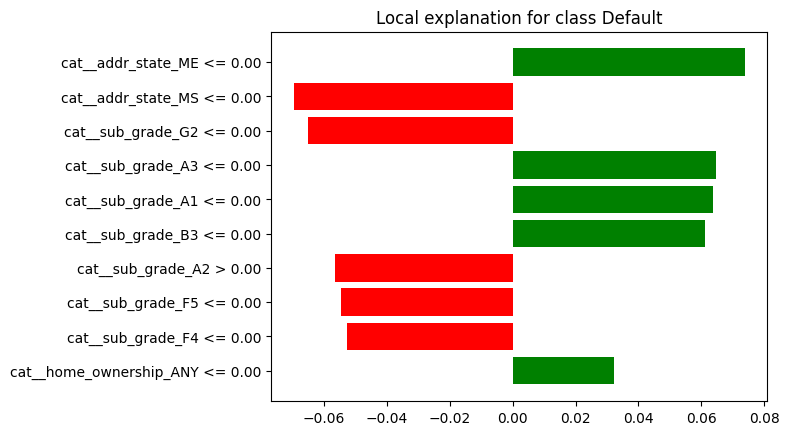 Local explanation for class Default
cat__addr_state_ME <= 0.00
cat__addr_state_MS <= 0.00
cat__sub_grade_G2 <= 0.00
cat__sub_grade_A3 <= 0.00
cat__sub_grade_A1 <= 0.00
cat__sub_grade_B3 <= 0.00
cat__sub_grade_A2 > 0.00
cat__sub_grade_F5 <= 0.00
cat__sub_grade_F4 <= 0.00
cat__home_ownership_ANY <= 0.00
−0.06 −0.04 −0.02 0.00 0.02 0.04 0.06 0.08